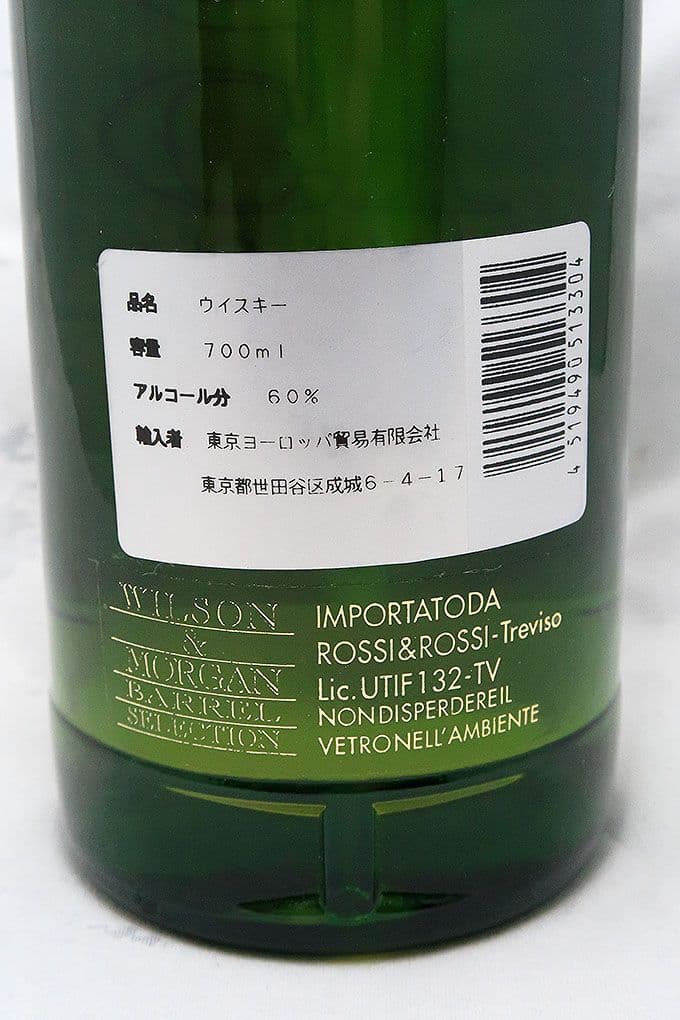 品名 ウイスキー
容量 700ml
アルコール分 60%
輸入者 東京ヨーロッパ貿易有限会社
東京都世田谷区成城6-4-17
4519490513304
WILSON
&
MORGAN
BARREL
SELECTION
IMPORTATODA
ROSSI&ROSSI-Treviso
Lic.UTIF132-TV
NONDISPERDEREIL
VETRONELL'AMBIENTE